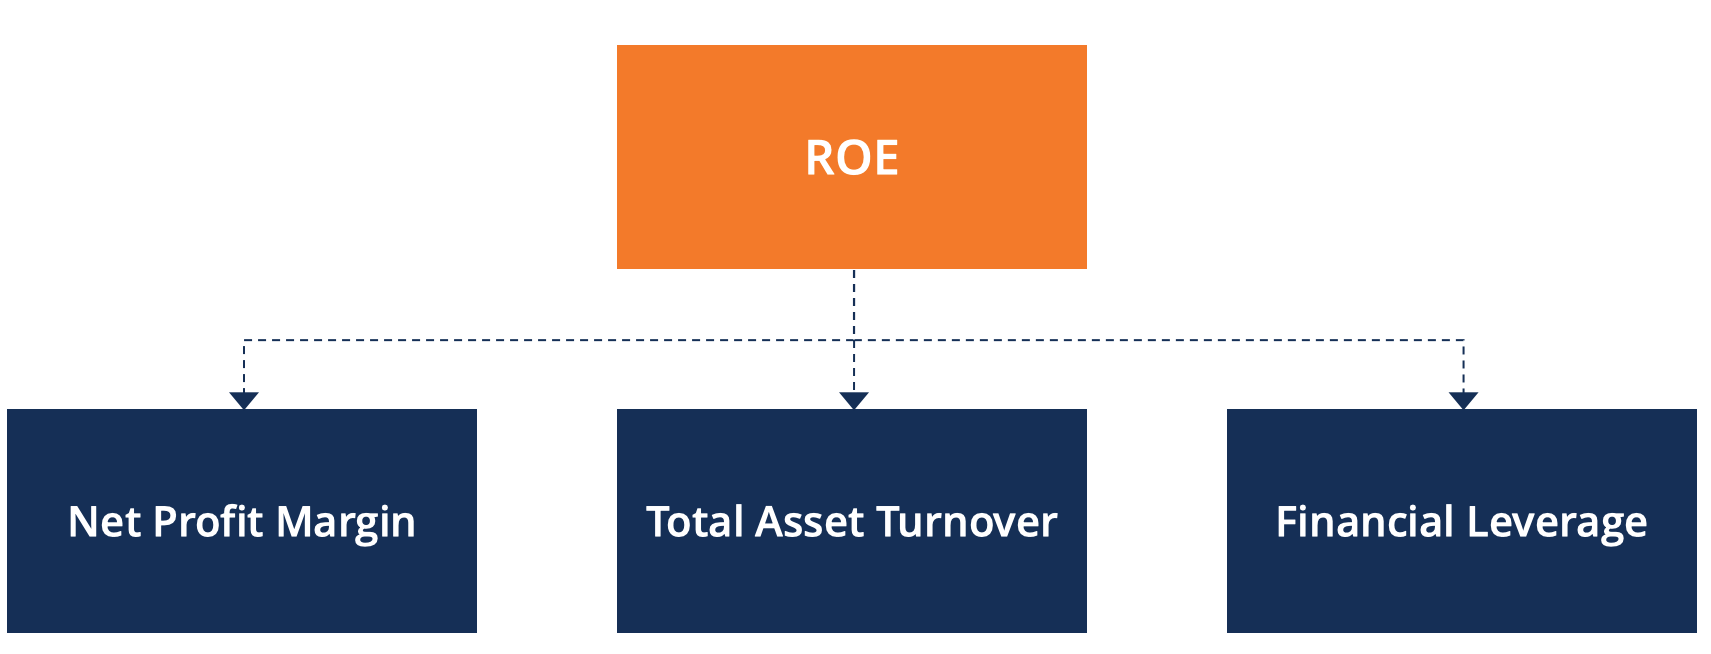 ROE
Net Profit Margin
Total Asset Turnover
Financial Leverage